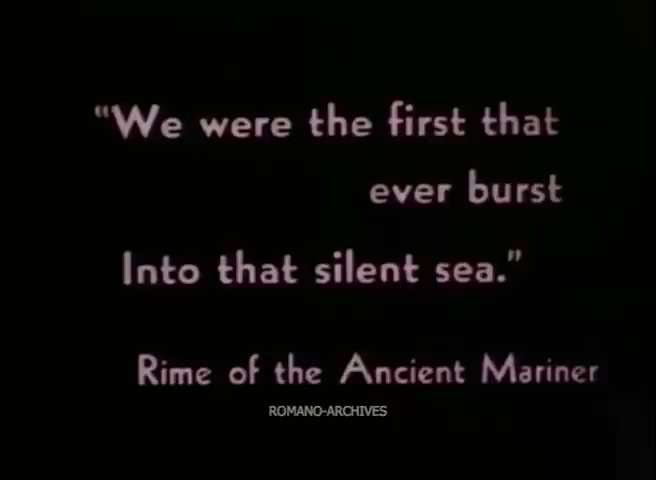 "We were the first that
ever burst
Into that silent sea."
Rime of the Ancient Mariner
ROMANO-ARCHIVES